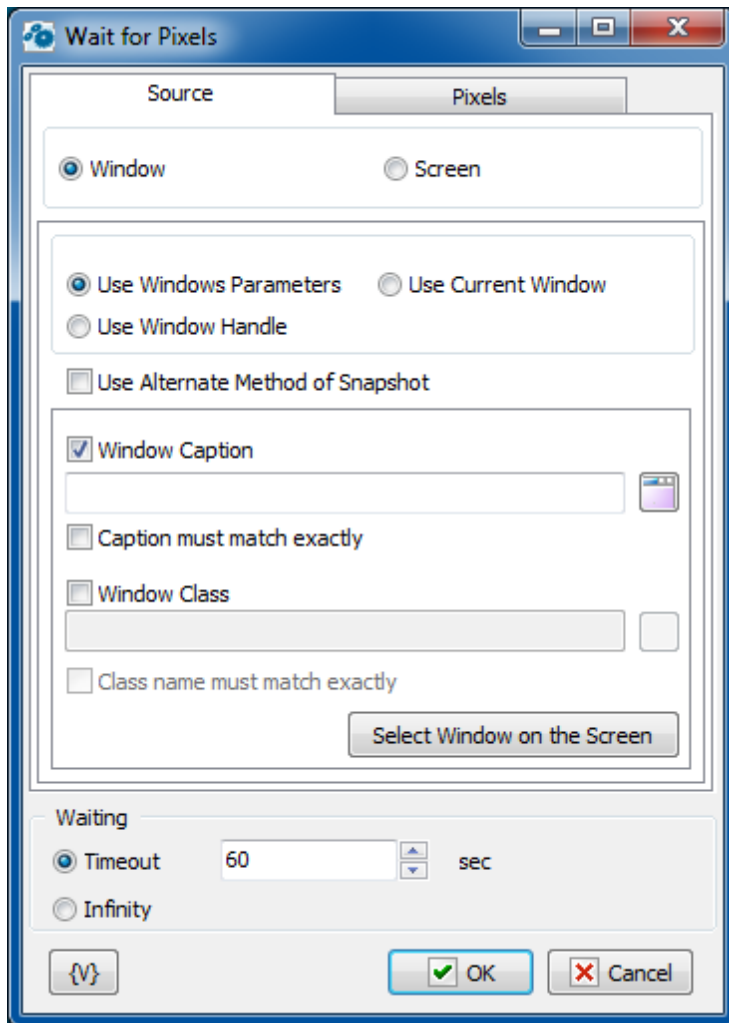 Wait for Pixels
Source Pixels
Window Screen
Use Windows Parameters Use Current Window
Use Window Handle
Use Alternate Method of Snapshot
Window Caption
Caption must match exactly
Window Class
Class name must match exactly
Select Window on the Screen
Waiting
Timeout 60 sec
Infinity
{V} OK Cancel